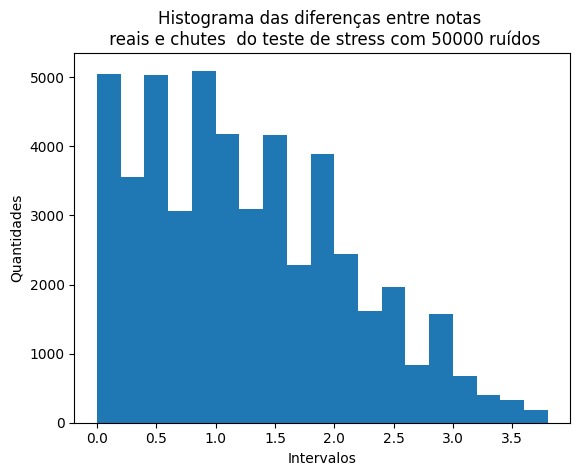 Histograma das diferenças entre notas
reais e chutes  do teste de stress com 50000 ruídos
Quantidades
5000
4000
3000
2000
1000
0
0.0 0.5 1.0 1.5 2.0 2.5 3.0 3.5
Intervalos